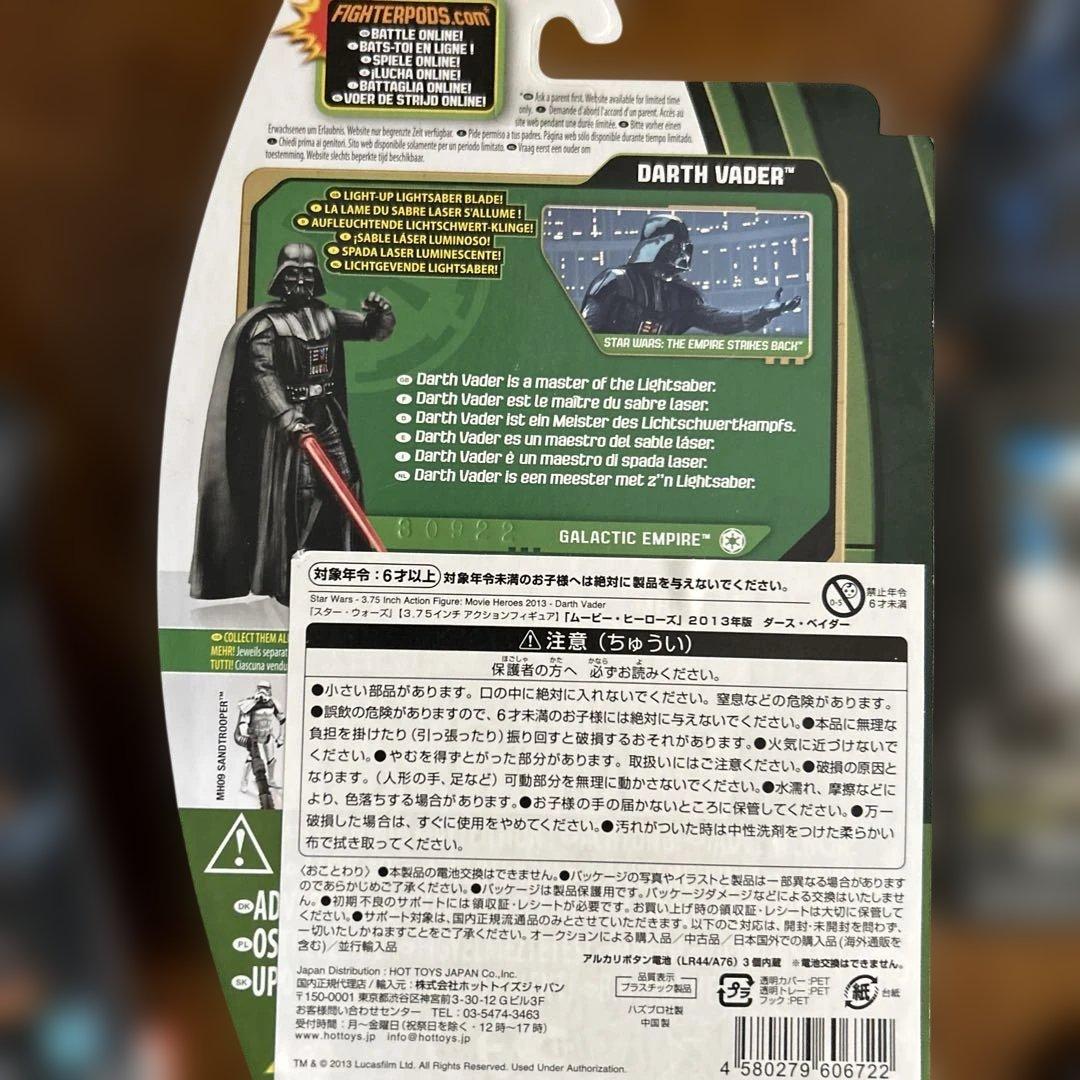 FIGHTERPODS.com*
GB BATTLE ONLINE!
F BATS-TOI EN LIGNE !
D SPIELE ONLINE!
E ¡LUCHA ONLINE!
I BATTAGLIA ONLINE!
NL VOER DE STRIJD ONLINE!
* GB Ask a parent first. Website available for limited time
only. F Demande d'abord l'accord d'un parent. Accès au
site web pendant une durée limitée. D Bitte vorher einen
Erwachsenen um Erlaubnis. Website nur begrenzte Zeit verfügbar. E Pide permiso a tus padres. Página web sólo disponible durante tiempo limitado.
I Chiedi prima ai genitori. Sito web disponibile solamente per un periodo limitato. NL Vraag eerst een ouder om
toestemming. Website slechts beperkte tijd beschikbaar.
DARTH VADER™
GB LIGHT-UP LIGHTSABER BLADE!
F LA LAME DU SABRE LASER S'ALLUME !
D AUFLEUCHTENDE LICHTSCHWERT-KLINGE!
E ¡SABLE LÁSER LUMINOSO!
I SPADA LASER LUMINESCENTE!
NL LICHTGEVENDE LIGHTSABER!
STAR WARS: THE EMPIRE STRIKES BACK™
GB Darth Vader is a master of the Lightsaber.
F Darth Vader est le maître du sabre laser.
D Darth Vader ist ein Meister des Lichtschwertkampfs.
E Darth Vader es un maestro del sable láser.
I Darth Vader è un maestro di spada laser.
NL Darth Vader is een meester met z''n Lightsaber.
30922
GALACTIC EMPIRE™
対象年令：6才以上 対象年令未満のお子様へは絶対に製品を与えないでください。
0-5
禁止年令
6才未満
Star Wars - 3.75 Inch Action Figure: Movie Heroes 2013 - Darth Vader
『スター・ウォーズ』【3.75インチ アクションフィギュア】『ムービー・ヒーローズ』2013年版 ダース・ベイダー
GB COLLECT THEM AL
MEHR! Jeweils separat
TUTTI! Ciascuna vendu
MH09 SANDTROOPER™
⚠注意（ちゅうい）
保護者の方へ 必ずお読みください。
●小さい部品があります。口の中に絶対に入れないでください。窒息などの危険があります。
●誤飲の危険がありますので、6才未満のお子様には絶対に与えないでください。●本品に無理な
負担を掛けたり（引っ張ったり）振り回すと破損するおそれがあります。●火気に近づけないで
ください。●やむを得ずとがった部分があります。取扱いにはご注意ください。●破損の原因と
なります。（人形の手、足など）可動部分を無理に動かさないでください。●水濡れ、摩擦などに
より、色落ちする場合があります。●お子様の手の届かないところに保管してください。●万一
破損した場合は、すぐに使用をやめてください。●汚れがついた時は中性洗剤をつけた柔らかい
布で拭き取ってください。
DK AD
PL OS
SK UP
〈おことわり〉●本製品の電池交換はできません。●パッケージの写真やイラストと製品は一部異なる場合があります
のであらかじめご了承ください。●パッケージは製品保護用です。パッケージダメージなどによる交換はいたしませ
ん。●初期不良のサポートには領収証・レシートが必要です。お買い上げ時の領収証・レシートは大切に保管して
ください。●サポート対象は、国内正規流通品のみとさせていただきます。以下のご対応は、開封・未開封を問わず、
一切いたしかねますことをご了承ください。オークションによる購入品／中古品／日本国外での購入品（海外通販を
含む）／並行輸入品
アルカリボタン電池（LR44/A76）3個内蔵 ※電池交換はできません。
Japan Distribution : HOT TOYS JAPAN Co.,Inc.
国内正規代理店 / 輸入元：株式会社ホットトイズジャパン
〒150-0001 東京都渋谷区神宮前3-30-12 Gビル3F
お客様問い合わせセンター TEL：03-5474-3463
受付時間：月～金曜日（祝祭日を除く・12時～17時）
www.hottoys.jp info@hottoys.jp
品質表示
プラスチック製品
ハズブロ社製
中国製
プラ
透明カバー：PET
透明トレー：PET
フック：PET
紙
台紙
TM & © 2013 Lucasfilm Ltd. All Rights Reserved. Used Under Authorization.
4 580279 606722